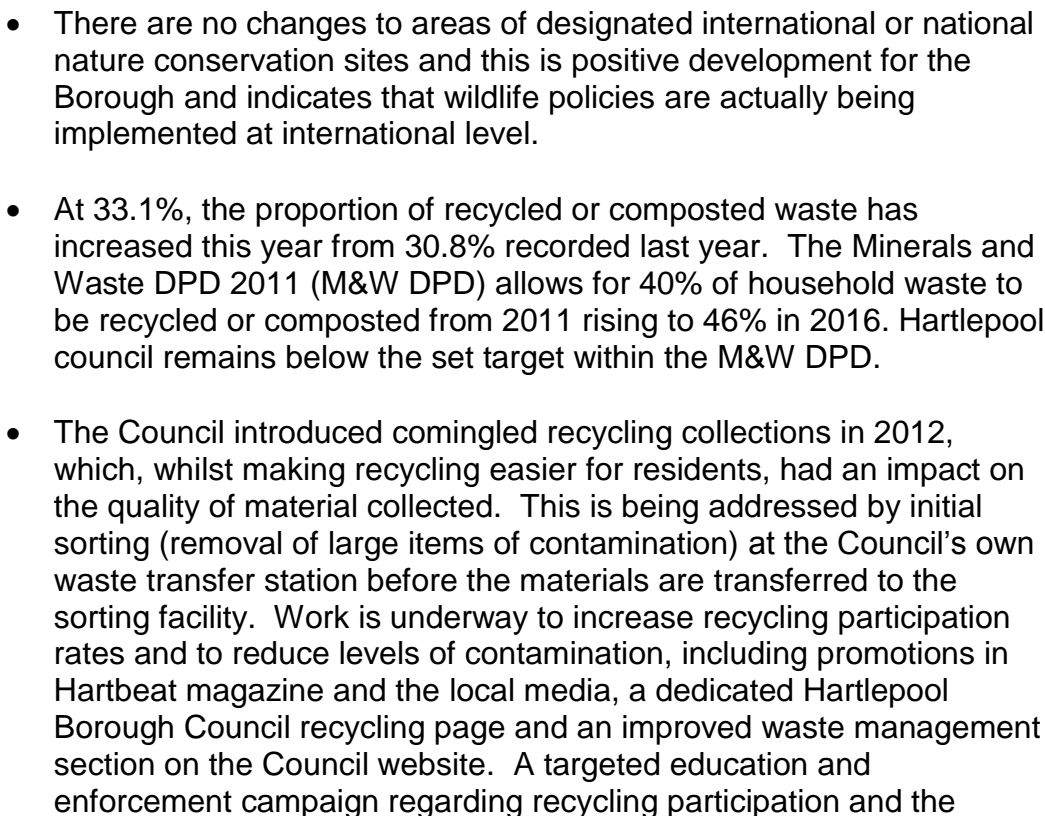 • There are no changes to areas of designated international or national
nature conservation sites and this is positive development for the
Borough and indicates that wildlife policies are actually being
implemented at international level.
• At 33.1%, the proportion of recycled or composted waste has
increased this year from 30.8% recorded last year.  The Minerals and
Waste DPD 2011 (M&W DPD) allows for 40% of household waste to
be recycled or composted from 2011 rising to 46% in 2016. Hartlepool
council remains below the set target within the M&W DPD.
• The Council introduced comingled recycling collections in 2012,
which, whilst making recycling easier for residents, had an impact on
the quality of material collected.  This is being addressed by initial
sorting (removal of large items of contamination) at the Council’s own
waste transfer station before the materials are transferred to the
sorting facility.  Work is underway to increase recycling participation
rates and to reduce levels of contamination, including promotions in
Hartbeat magazine and the local media, a dedicated Hartlepool
Borough Council recycling page and an improved waste management
section on the Council website.  A targeted education and
enforcement campaign regarding recycling participation and the